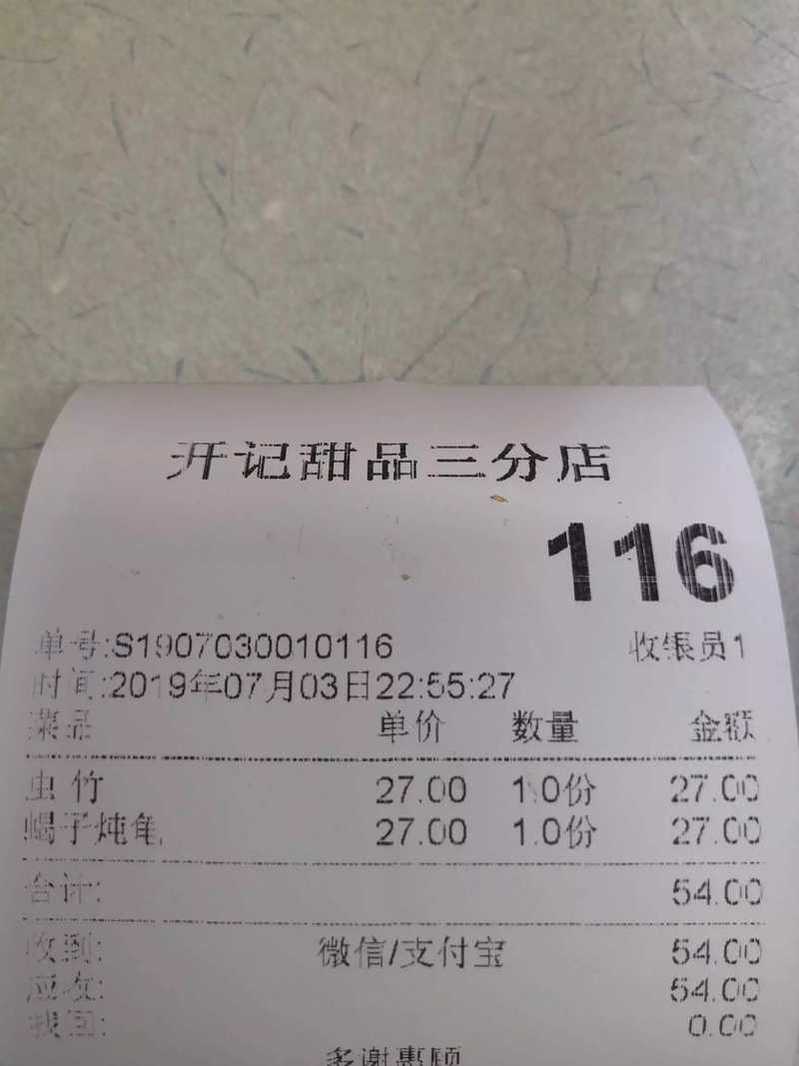 开记甜品三分店
116
单号:S1907030010116 收银员1
时间:2019年07月03日22:55:27
菜品 单价 数量 金额
虫竹 27.00 1.0份 27.00
蝎子炖龟 27.00 1.0份 27.00
合计: 54.00
收到: 微信/支付宝 54.00
应收: 54.00
找回: 0.00
多谢惠顾